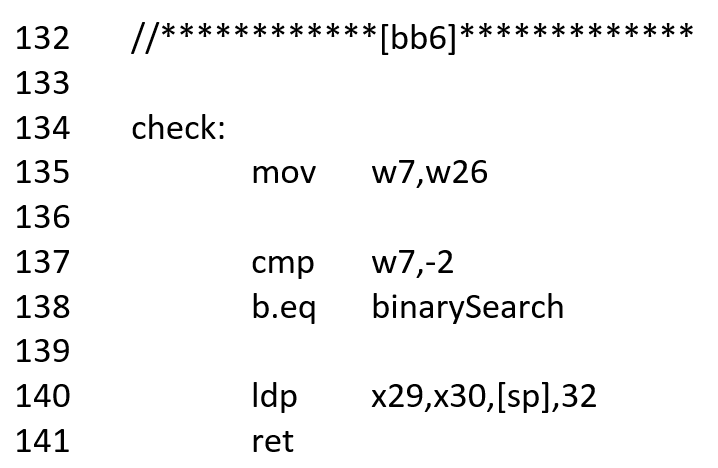 132 //************[bb6]*************
133
134 check:
135 mov w7,w26
136
137 cmp w7,-2
138 b.eq binarySearch
139
140 ldp x29,x30,[sp],32
141 ret